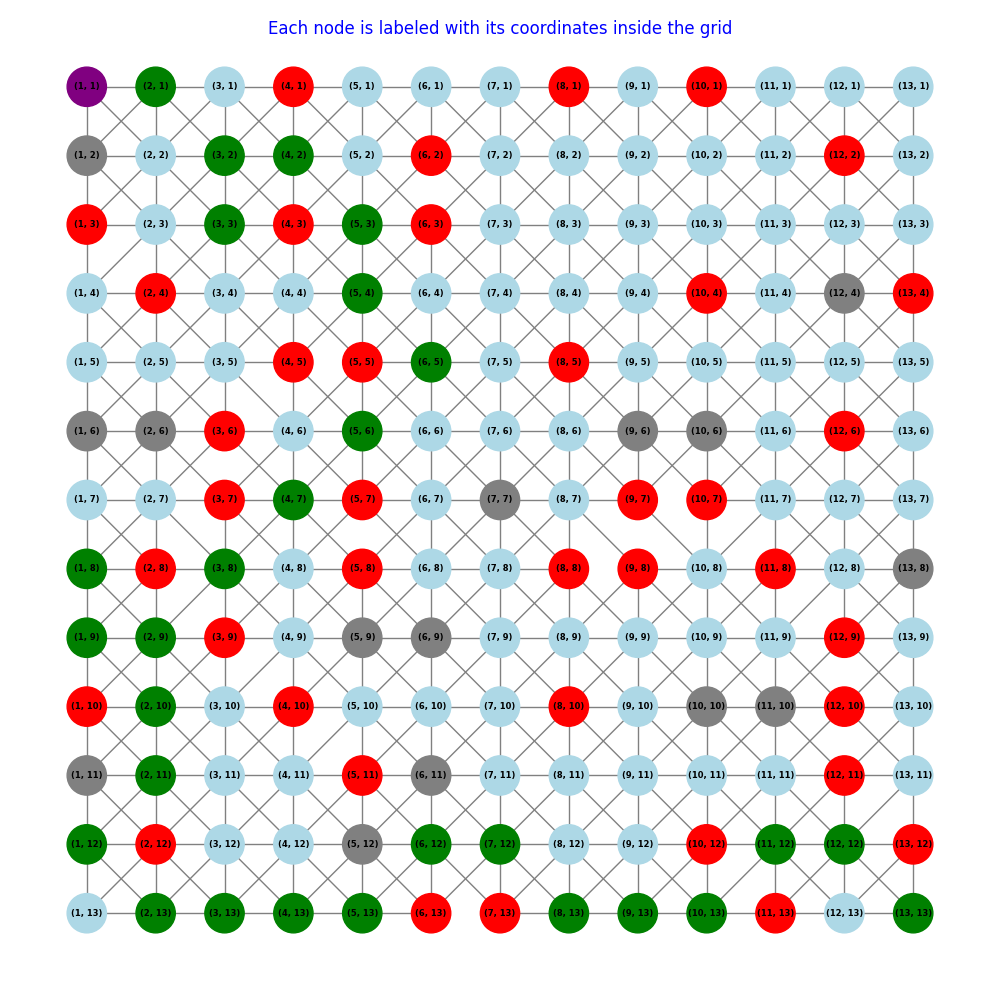 Each node is labeled with its coordinates inside the grid
(1, 1) (2, 1) (3, 1) (4, 1) (5, 1) (6, 1) (7, 1) (8, 1) (9, 1) (10, 1) (11, 1) (12, 1) (13, 1)
(1, 2) (2, 2) (3, 2) (4, 2) (5, 2) (6, 2) (7, 2) (8, 2) (9, 2) (10, 2) (11, 2) (12, 2) (13, 2)
(1, 3) (2, 3) (3, 3) (4, 3) (5, 3) (6, 3) (7, 3) (8, 3) (9, 3) (10, 3) (11, 3) (12, 3) (13, 3)
(1, 4) (2, 4) (3, 4) (4, 4) (5, 4) (6, 4) (7, 4) (8, 4) (9, 4) (10, 4) (11, 4) (12, 4) (13, 4)
(1, 5) (2, 5) (3, 5) (4, 5) (5, 5) (6, 5) (7, 5) (8, 5) (9, 5) (10, 5) (11, 5) (12, 5) (13, 5)
(1, 6) (2, 6) (3, 6) (4, 6) (5, 6) (6, 6) (7, 6) (8, 6) (9, 6) (10, 6) (11, 6) (12, 6) (13, 6)
(1, 7) (2, 7) (3, 7) (4, 7) (5, 7) (6, 7) (7, 7) (8, 7) (9, 7) (10, 7) (11, 7) (12, 7) (13, 7)
(1, 8) (2, 8) (3, 8) (4, 8) (5, 8) (6, 8) (7, 8) (8, 8) (9, 8) (10, 8) (11, 8) (12, 8) (13, 8)
(1, 9) (2, 9) (3, 9) (4, 9) (5, 9) (6, 9) (7, 9) (8, 9) (9, 9) (10, 9) (11, 9) (12, 9) (13, 9)
(1, 10) (2, 10) (3, 10) (4, 10) (5, 10) (6, 10) (7, 10) (8, 10) (9, 10) (10, 10) (11, 10) (12, 10) (13, 10)
(1, 11) (2, 11) (3, 11) (4, 11) (5, 11) (6, 11) (7, 11) (8, 11) (9, 11) (10, 11) (11, 11) (12, 11) (13, 11)
(1, 12) (2, 12) (3, 12) (4, 12) (5, 12) (6, 12) (7, 12) (8, 12) (9, 12) (10, 12) (11, 12) (12, 12) (13, 12)
(1, 13) (2, 13) (3, 13) (4, 13) (5, 13) (6, 13) (7, 13) (8, 13) (9, 13) (10, 13) (11, 13) (12, 13) (13, 13)